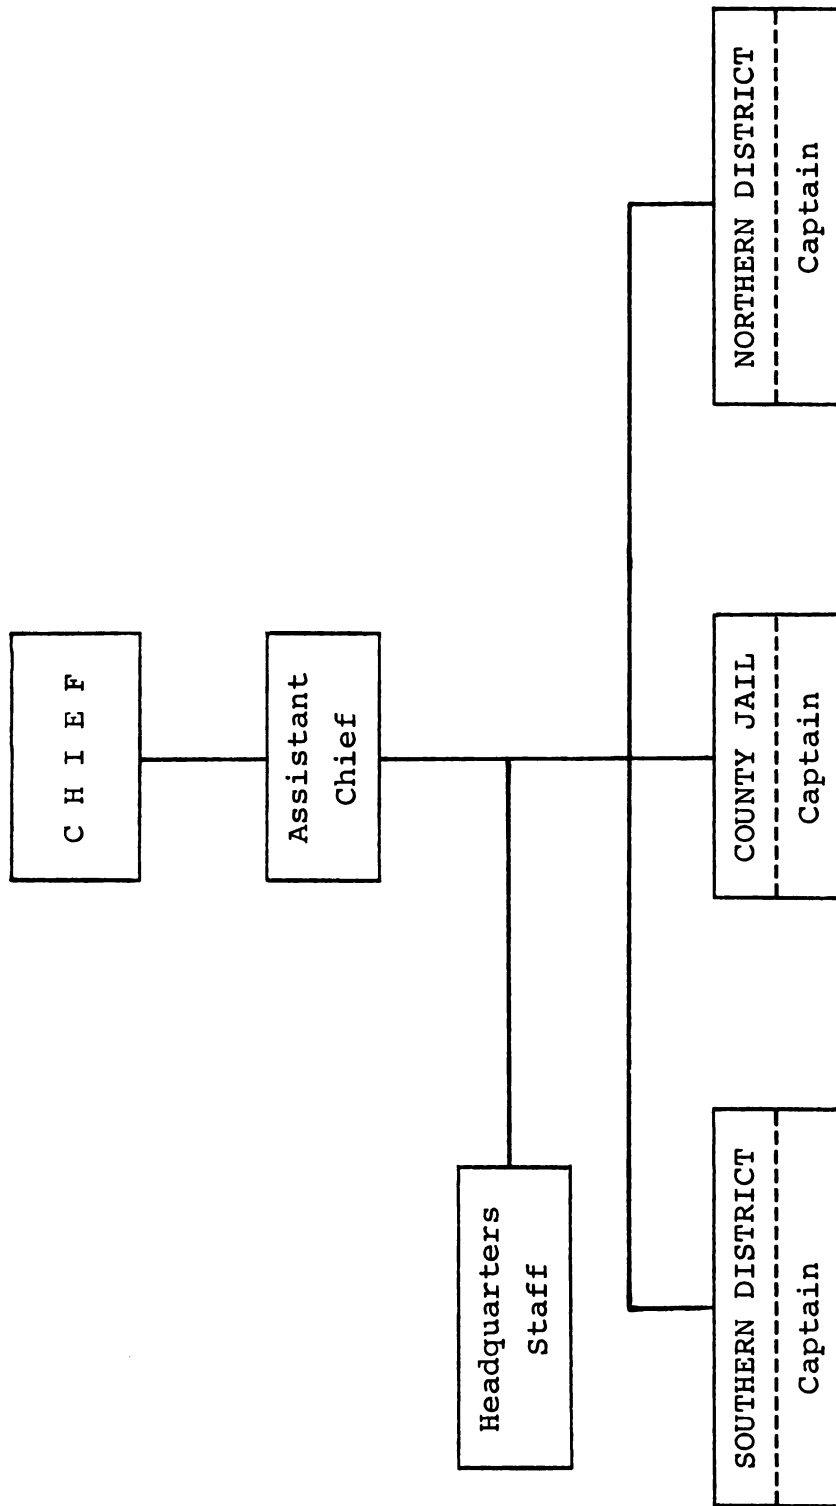 C H I E F
Assistant
Chief
Headquarters
Staff
SOUTHERN DISTRICT
Captain
COUNTY JAIL
Captain
NORTHERN DISTRICT
Captain